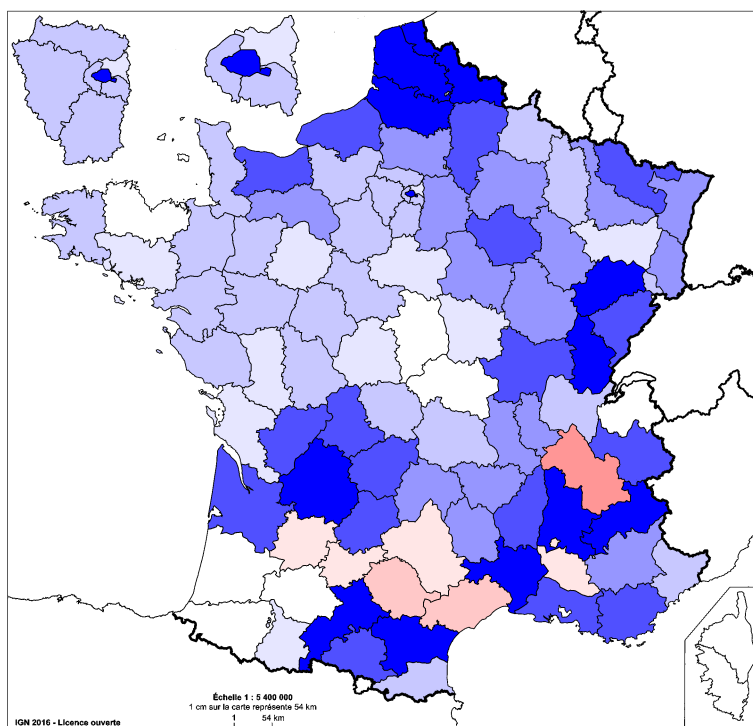 Échelle 1 : 5 400 000
1 cm sur la carte représente 54 km
1 54 km
IGN 2016 - Licence ouverte